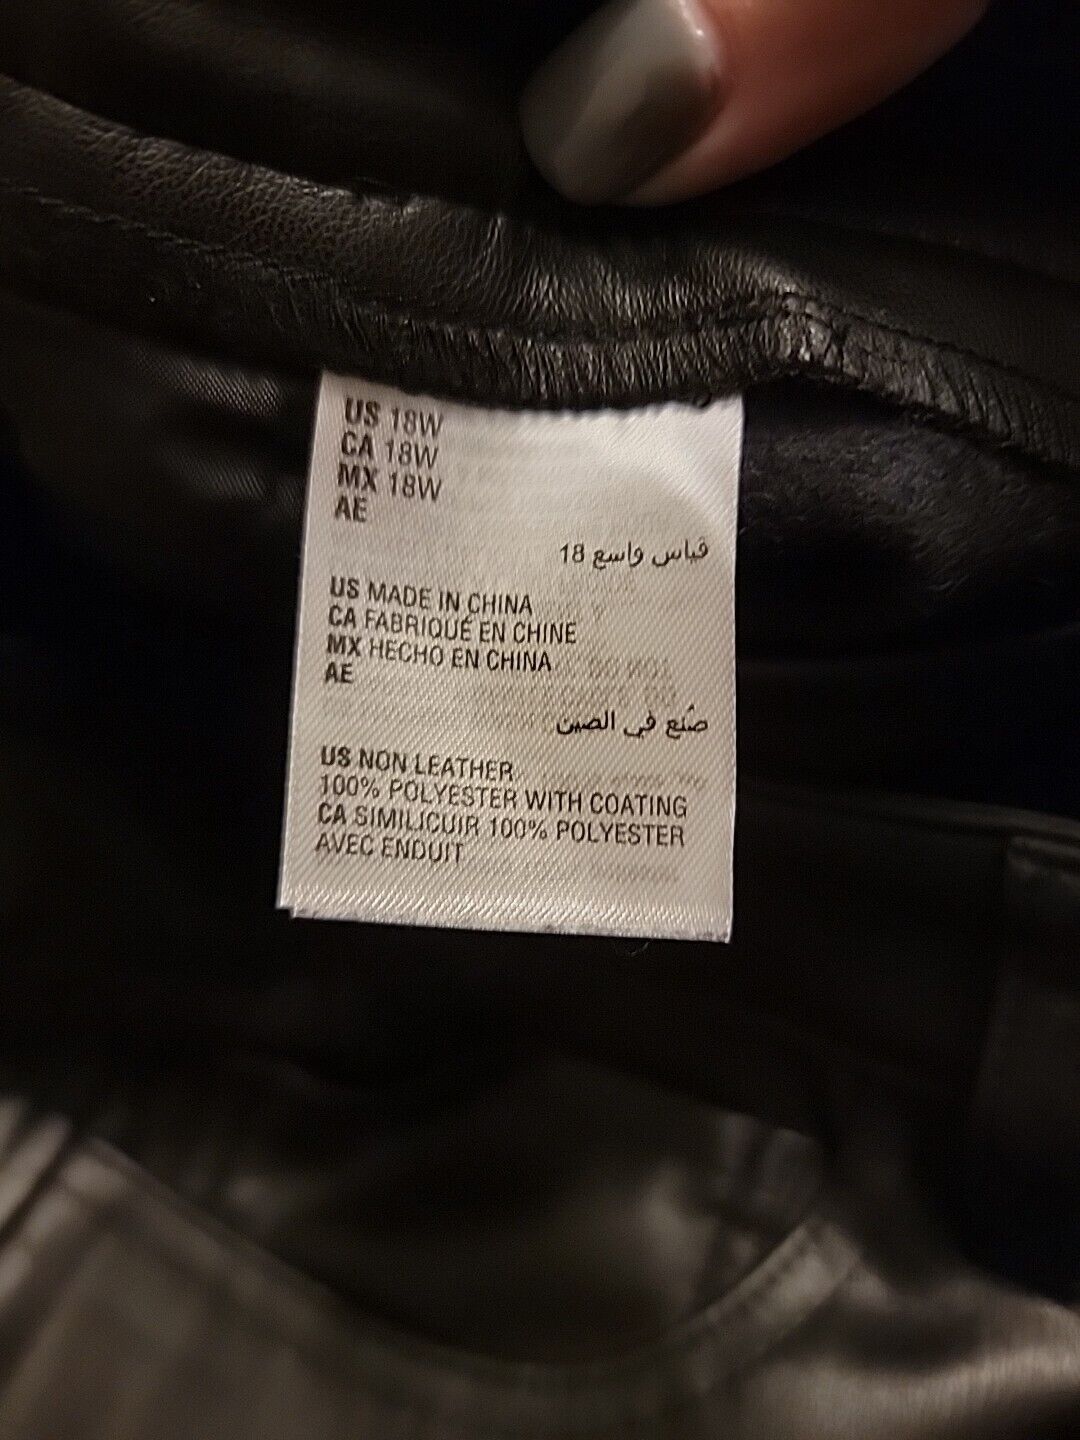 US 18W
CA 18W
MX 18W
AE
قياس واسع 18
US MADE IN CHINA
CA FABRIQUÉ EN CHINE
MX HECHO EN CHINA
AE
صُنع في الصين
US NON LEATHER
100% POLYESTER WITH COATING
CA SIMILICUIR 100% POLYESTER
AVEC ENDUIT